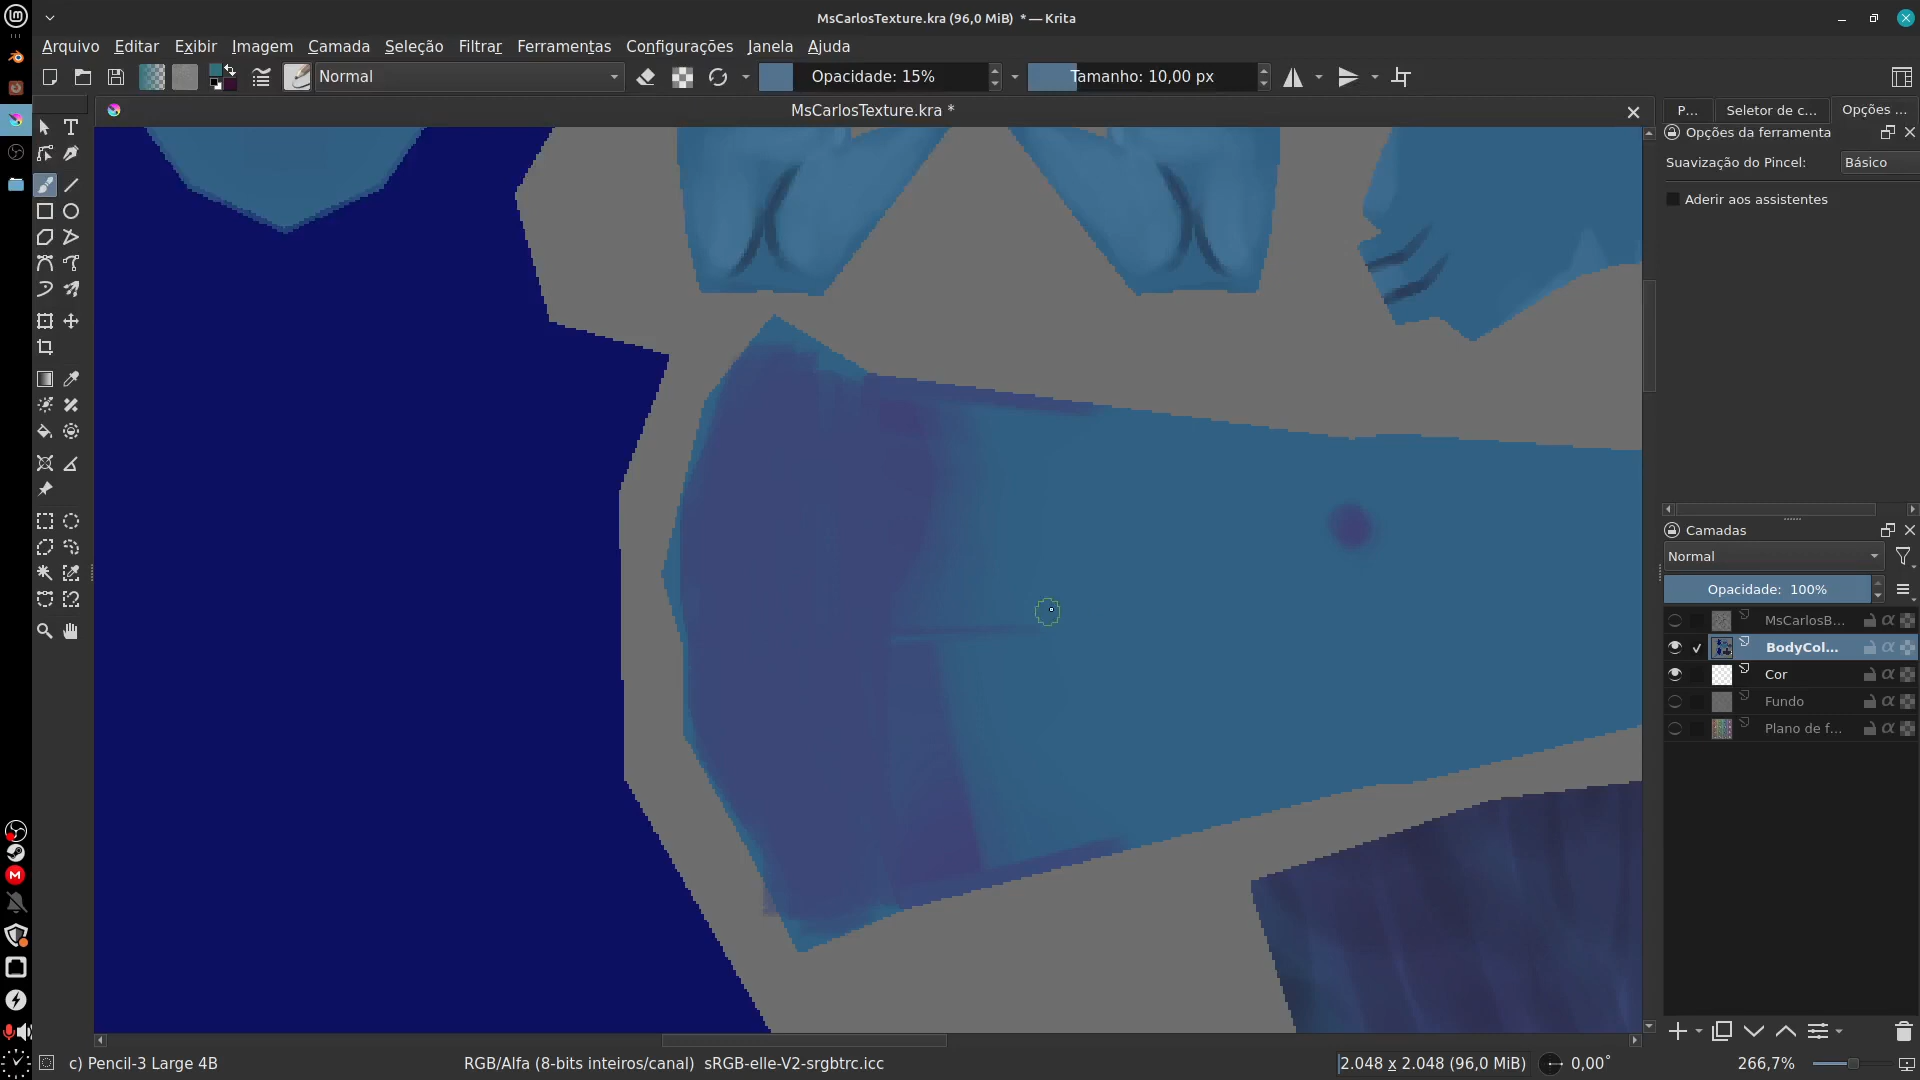 MsCarlosTexture.kra (96,0 MiB) * — Krita
Arquivo Editar Exibir Imagem Camada Seleção Filtrar Ferramentas Configurações Janela Ajuda
Normal Opacidade: 15% Tamanho: 10,00 px
MsCarlosTexture.kra *
P... Seletor de c... Opções ...
Opções da ferramenta
Suavização do Pincel: Básico
Aderir aos assistentes
Camadas
Normal
Opacidade: 100%
MsCarlosB...
BodyCol...
Cor
Fundo
Plano de f...
c) Pencil-3 Large 4B RGB/Alfa (8-bits inteiros/canal) sRGB-elle-V2-srgbtrc.icc 2.048 x 2.048 (96,0 MiB) 0,00° 266,7%